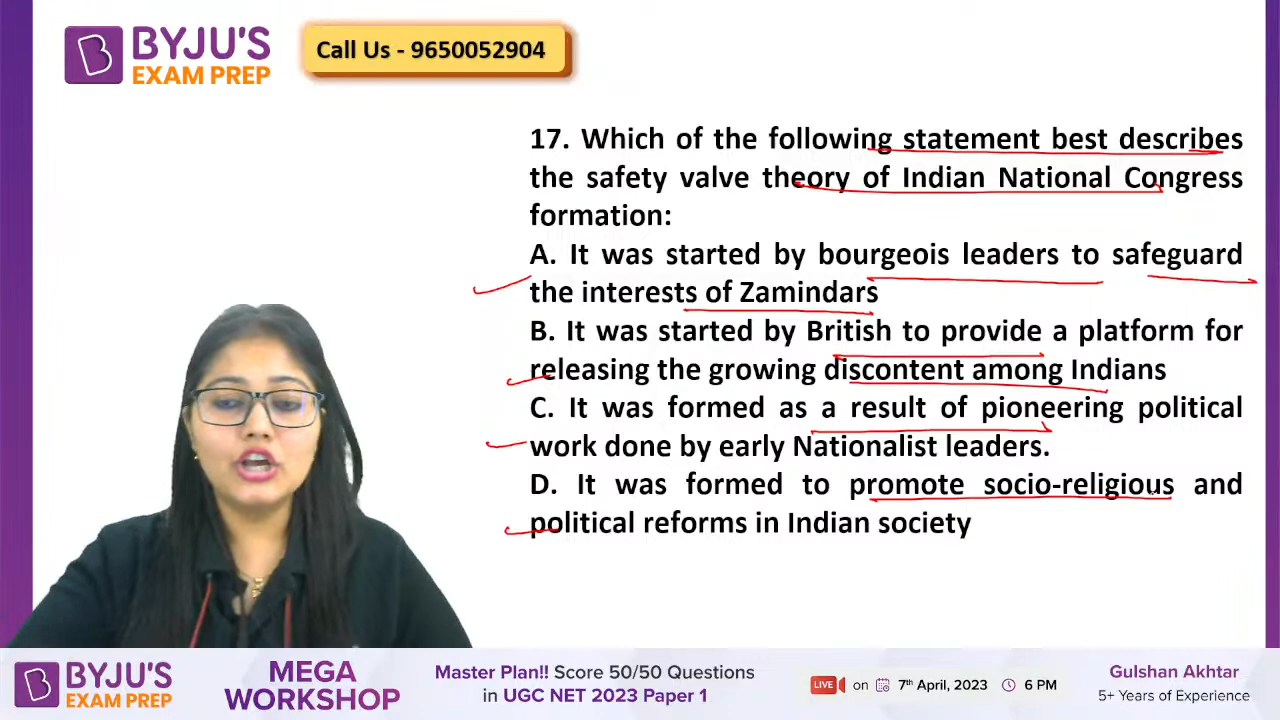 BYJU'S
EXAM PREP
Call Us - 9650052904
17. Which of the following statement best describes
the safety valve theory of Indian National Congress
formation:
A. It was started by bourgeois leaders to safeguard
the interests of Zamindars
B. It was started by British to provide a platform for
releasing the growing discontent among Indians
C. It was formed as a result of pioneering political
work done by early Nationalist leaders.
D. It was formed to promote socio-religious and
political reforms in Indian society
BYJU'S
EXAM PREP
MEGA
WORKSHOP
Master Plan!! Score 50/50 Questions
in UGC NET 2023 Paper 1
LIVE on 7th April, 2023 6 PM
Gulshan Akhtar
5+ Years of Experience